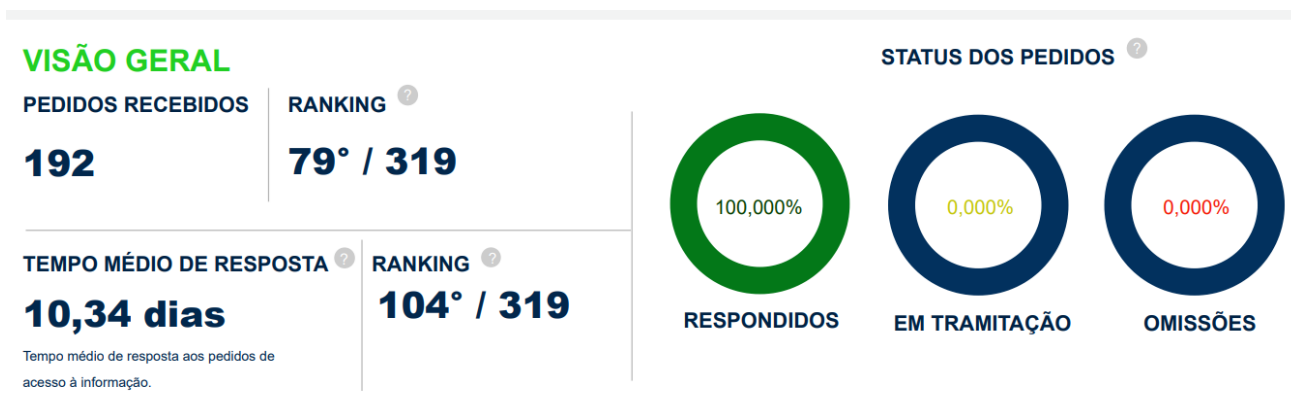 VISÃO GERAL
PEDIDOS RECEBIDOS
192
RANKING ?
79° / 319
TEMPO MÉDIO DE RESPOSTA ?
10,34 dias
Tempo médio de resposta aos pedidos de
acesso à informação.
RANKING ?
104° / 319
STATUS DOS PEDIDOS ?
100,000%
RESPONDIDOS
0,000%
EM TRAMITAÇÃO
0,000%
OMISSÕES